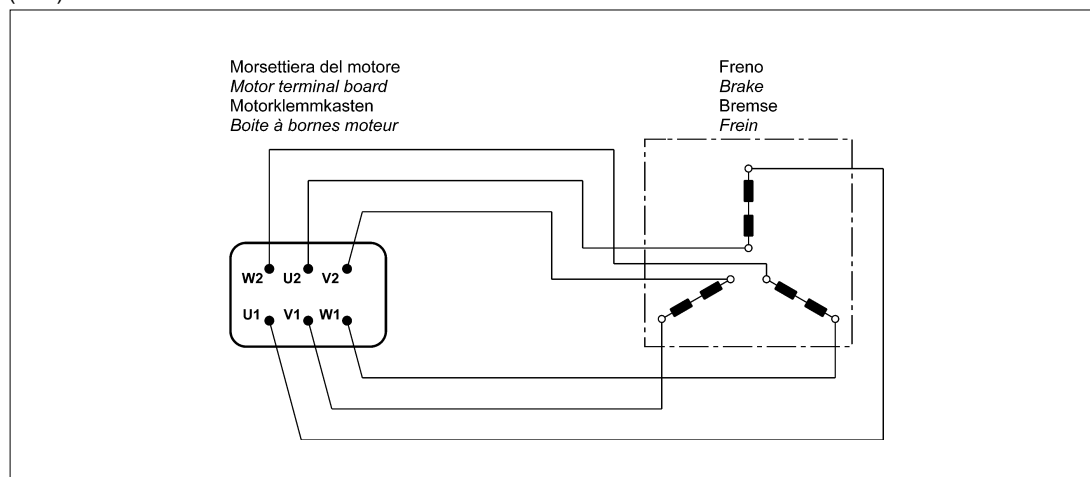 Morsettiera del motore
Motor terminal board
Motorklemmkasten
Boite à bornes moteur
Freno
Brake
Bremse
Frein
W2 U2 V2
U1 V1 W1